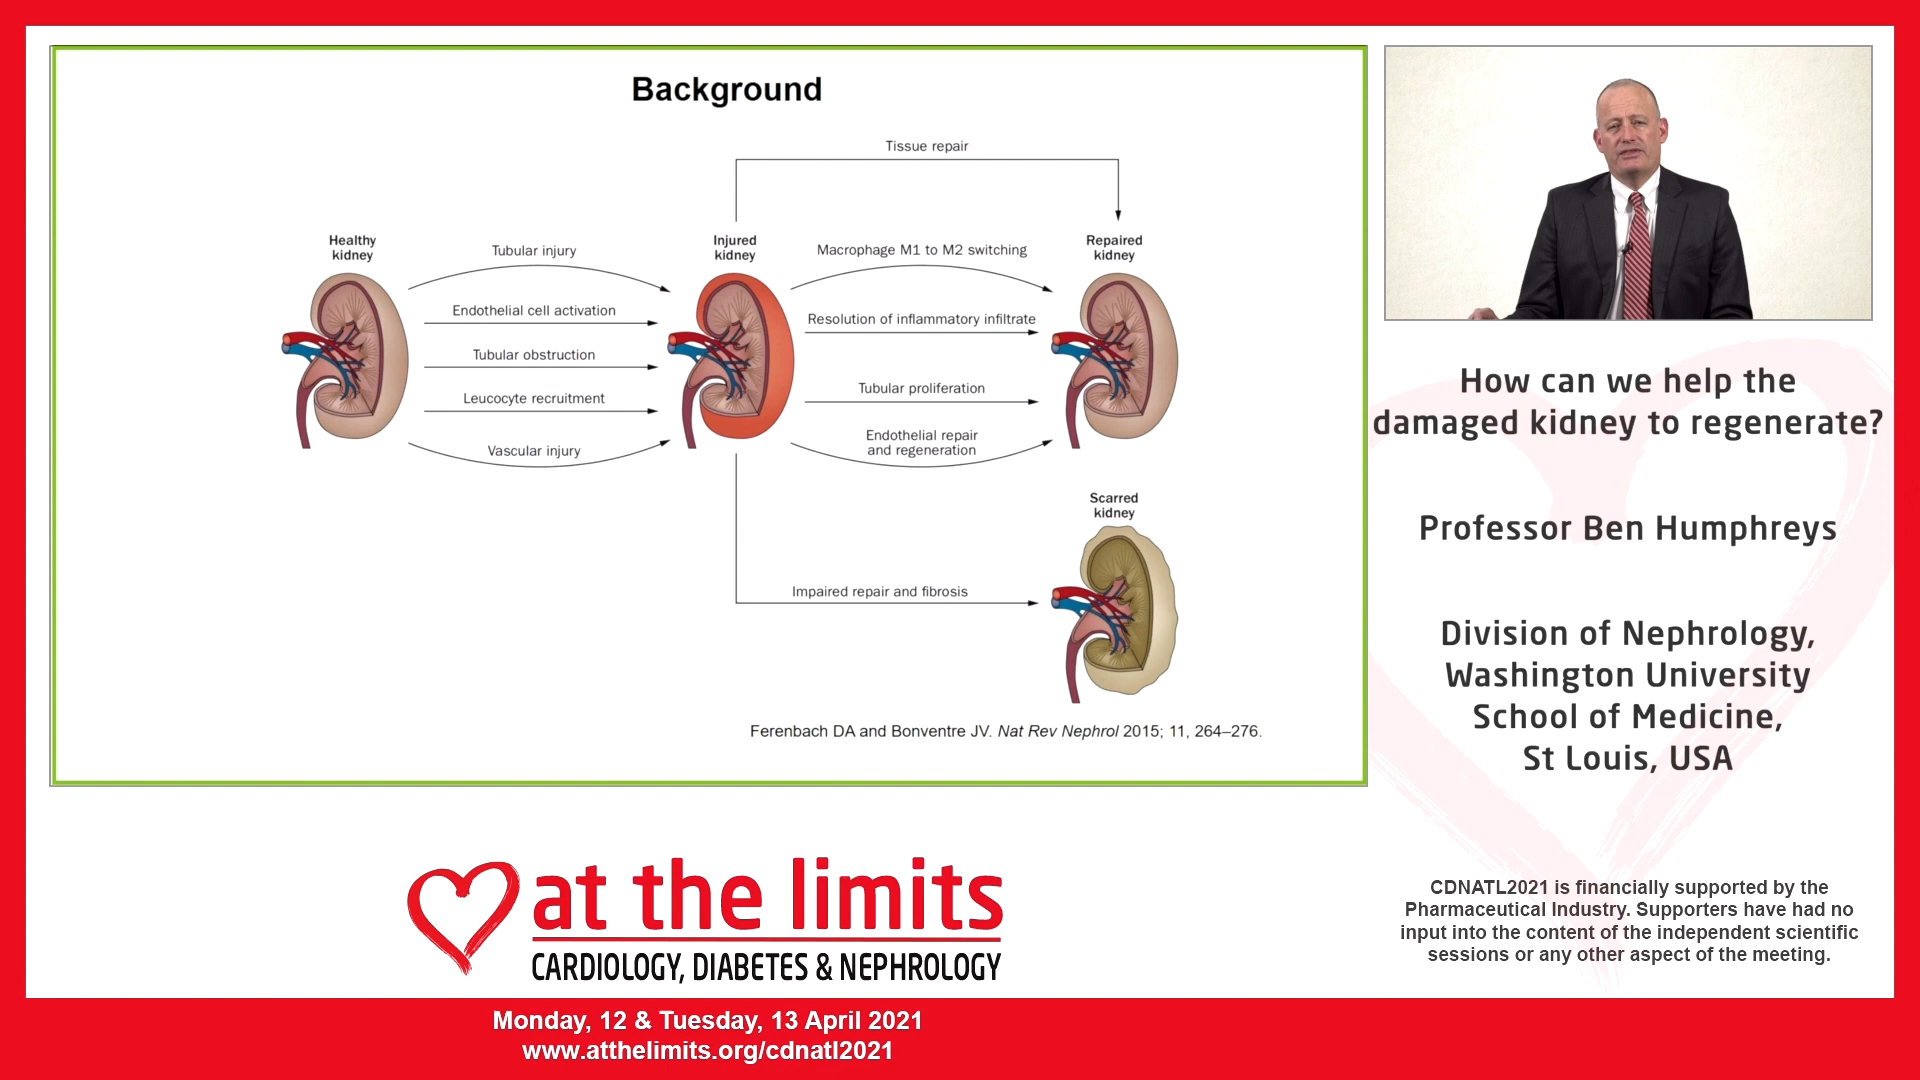 Background
Tissue repair
Healthy
kidney
Tubular injury
Endothelial cell activation
Tubular obstruction
Leucocyte recruitment
Vascular injury
Injured
kidney
Macrophage M1 to M2 switching
Resolution of inflammatory infiltrate
Tubular proliferation
Endothelial repair
and regeneration
Repaired
kidney
Impaired repair and fibrosis
Scarred
kidney
Ferenbach DA and Bonventre JV. Nat Rev Nephrol 2015; 11, 264–276.
How can we help the
damaged kidney to regenerate?
Professor Ben Humphreys
Division of Nephrology,
Washington University
School of Medicine,
St Louis, USA
CDNATL2021 is financially supported by the
Pharmaceutical Industry. Supporters have had no
input into the content of the independent scientific
sessions or any other aspect of the meeting.
at the limits
CARDIOLOGY, DIABETES & NEPHROLOGY
Monday, 12 & Tuesday, 13 April 2021
www.atthelimits.org/cdnatl2021